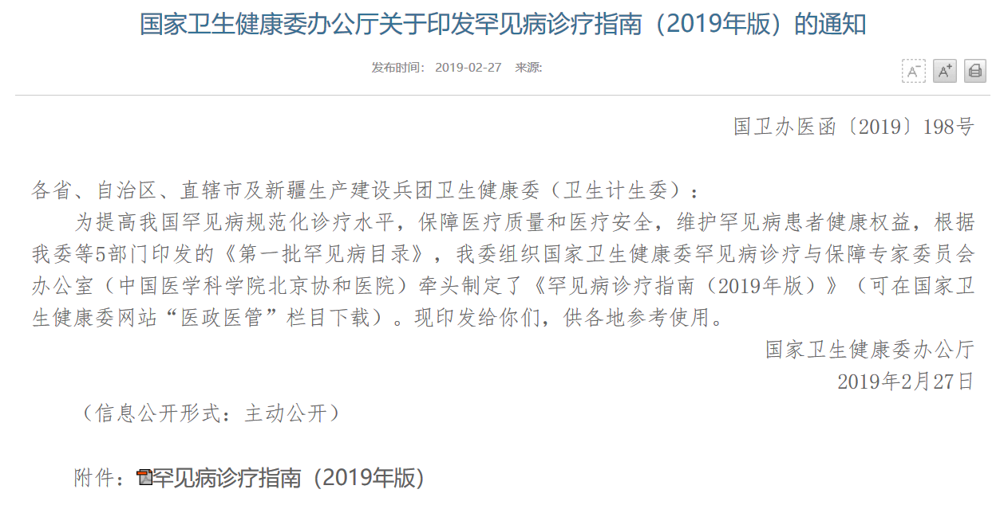 国家卫生健康委办公厅关于印发罕见病诊疗指南（2019年版）的通知
发布时间： 2019-02-27 来源:
A- A+
国卫办医函〔2019〕198号
各省、自治区、直辖市及新疆生产建设兵团卫生健康委（卫生计生委）：
为提高我国罕见病规范化诊疗水平，保障医疗质量和医疗安全，维护罕见病患者健康权益，根据
我委等5部门印发的《第一批罕见病目录》，我委组织国家卫生健康委罕见病诊疗与保障专家委员会
办公室（中国医学科学院北京协和医院）牵头制定了《罕见病诊疗指南（2019年版）》（可在国家卫
生健康委网站“医政医管”栏目下载）。现印发给你们，供各地参考使用。
国家卫生健康委办公厅
2019年2月27日
（信息公开形式：主动公开）
附件：罕见病诊疗指南（2019年版）